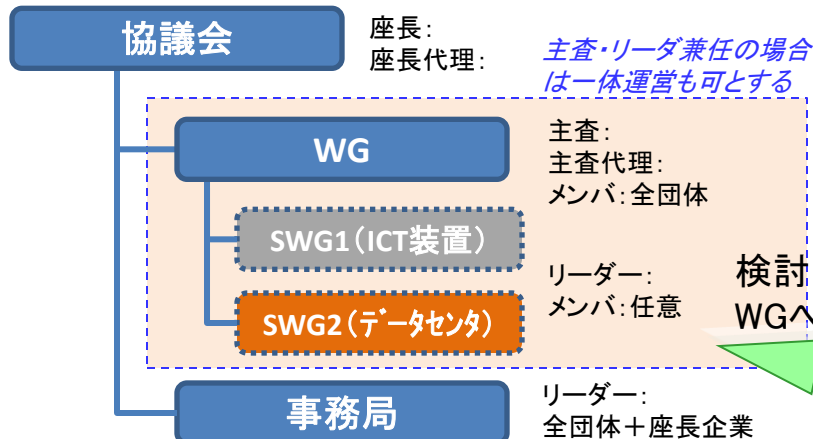 協議会
座長：
座長代理：
主査・リーダ兼任の場合
は一体運営も可とする
WG
主査：
主査代理：
メンバ：全団体
SWG1（ICT装置）
リーダー：
メンバ：任意
検討
WGへ
SWG2（ﾃﾞｰﾀｾﾝﾀ）
事務局
リーダー：
全団体＋座長企業